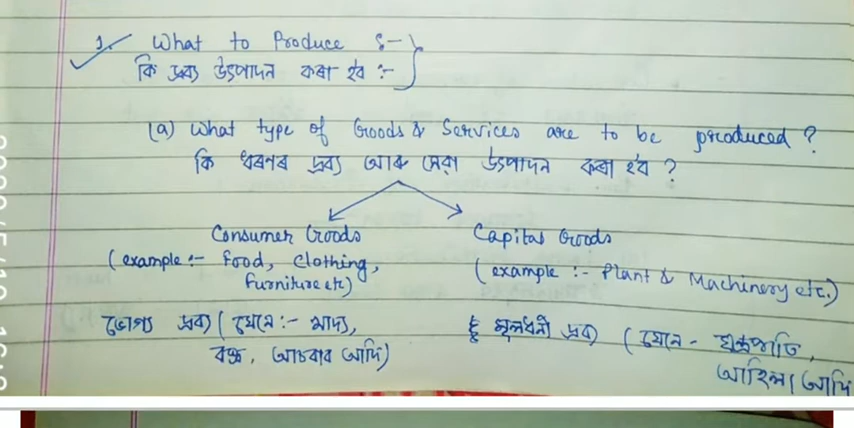 1. What to Produce :-
কি দ্ৰব্য উৎপাদন কৰা হ'ব :-
(a) What type of Goods & Services are to be produced ?
কি ধৰণৰ দ্ৰব্য আৰু সেৱা উৎপাদন কৰা হ'ব ?
Consumer Goods
(example :- Food, Clothing,
Furniture etc)
Capital Goods
(example :- Plant & Machinery etc.)
ভোগ্য দ্ৰব্য (যেনে :- খাদ্য,
বস্ত্ৰ, আচবাব আদি)
মূলধনী দ্ৰব্য (যেনে - যন্ত্ৰপাতি,
আহিলা আদি